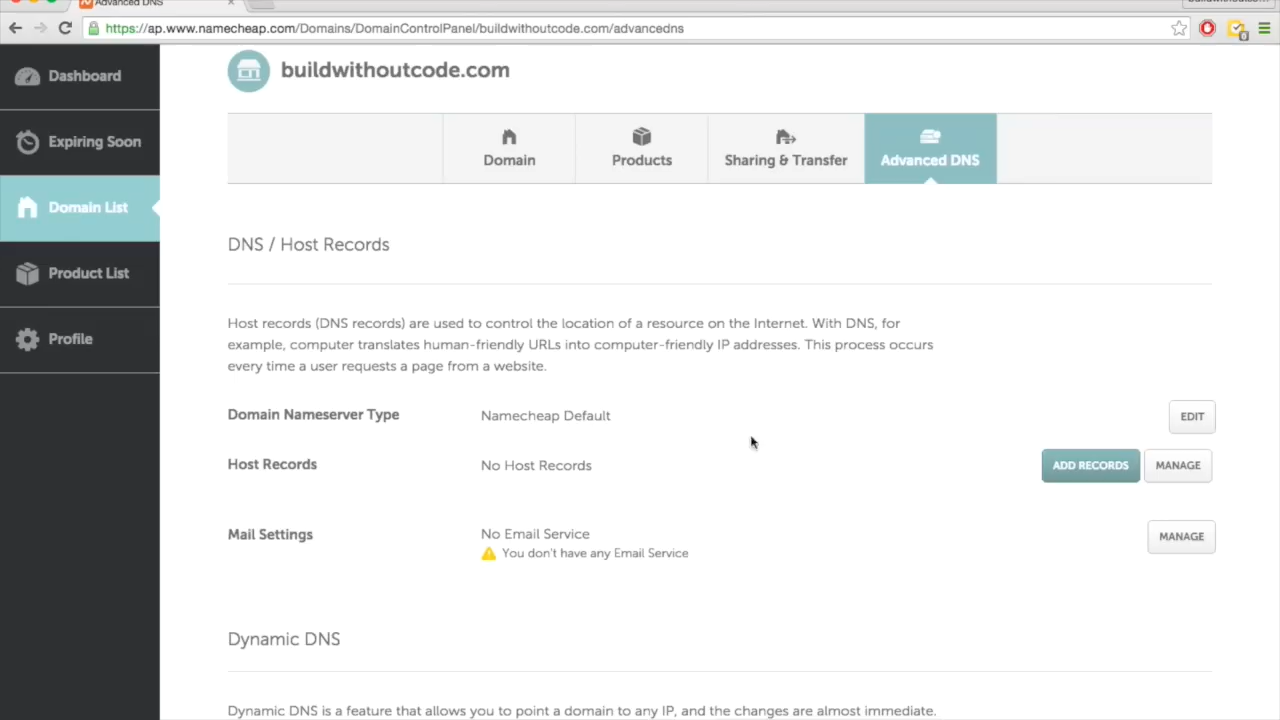 Advanced DNS
https://ap.www.namecheap.com/Domains/DomainControlPanel/buildwithoutcode.com/advancedns
Dashboard
Expiring Soon
Domain List
Product List
Profile
buildwithoutcode.com
Domain
Products
Sharing & Transfer
Advanced DNS
DNS / Host Records
Host records (DNS records) are used to control the location of a resource on the Internet. With DNS, for
example, computer translates human-friendly URLs into computer-friendly IP addresses. This process occurs
every time a user requests a page from a website.
Domain Nameserver Type
Namecheap Default
EDIT
Host Records
No Host Records
ADD RECORDS
MANAGE
Mail Settings
No Email Service
You don't have any Email Service
MANAGE
Dynamic DNS
Dynamic DNS is a feature that allows you to point a domain to any IP, and the changes are almost immediate.